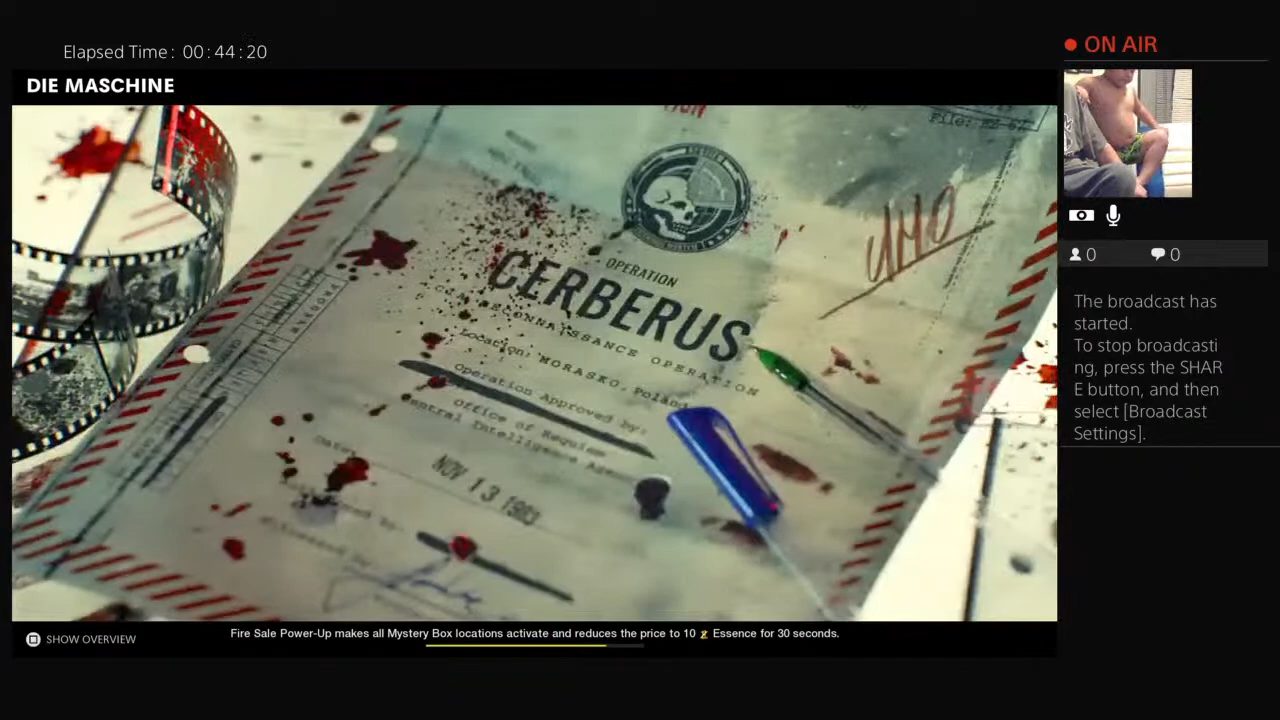 Elapsed Time: 00:44:20
ON AIR
DIE MASCHINE
File:
OPERATION
CERBERUS
RECONNAISSANCE OPERATION
Location: MORASKO, Poland
Operation Approved by:
Office of Requiem
Central Intelligence
Date:
NOV 13 1983
0
0
The broadcast has
started.
To stop broadcasti
ng, press the SHAR
E button, and then
select [Broadcast
Settings].
SHOW OVERVIEW
Fire Sale Power-Up makes all Mystery Box locations activate and reduces the price to 10 Essence for 30 seconds.